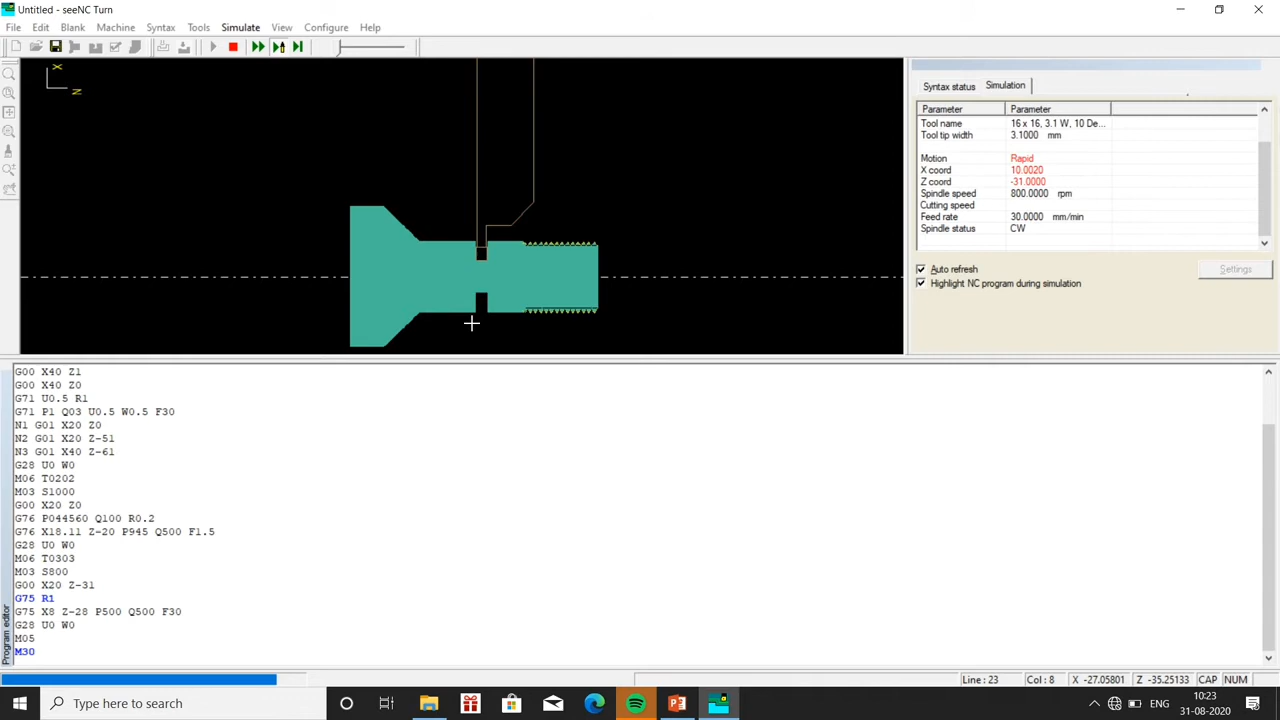 Untitled - seeNC Turn
File Edit Blank Machine Syntax Tools Simulate View Configure Help
X
Z
Syntax status Simulation
Parameter Parameter
Tool name 16 x 16, 3.1 W, 10 De...
Tool tip width 3.1000 mm
Motion Rapid
X coord 10.0020
Z coord -31.0000
Spindle speed 800.0000 rpm
Cutting speed
Feed rate 30.0000 mm/min
Spindle status CW
Auto refresh Settings
Highlight NC program during simulation
G00 X40 Z1
G00 X40 Z0
G71 U0.5 R1
G71 P1 Q03 U0.5 W0.5 F30
N1 G01 X20 Z0
N2 G01 X20 Z-51
N3 G01 X40 Z-61
G28 U0 W0
M06 T0202
M03 S1000
G00 X20 Z0
G76 P044560 Q100 R0.2
G76 X18.11 Z-20 P945 Q500 F1.5
G28 U0 W0
M06 T0303
M03 S800
G00 X20 Z-31
G75 R1
G75 X8 Z-28 P500 Q500 F30
G28 U0 W0
M05
M30
Program editor
Line: 23 Col: 8 X -27.05801 Z -35.25133 CAP NUM
Type here to search
ENG
10:23
31-08-2020